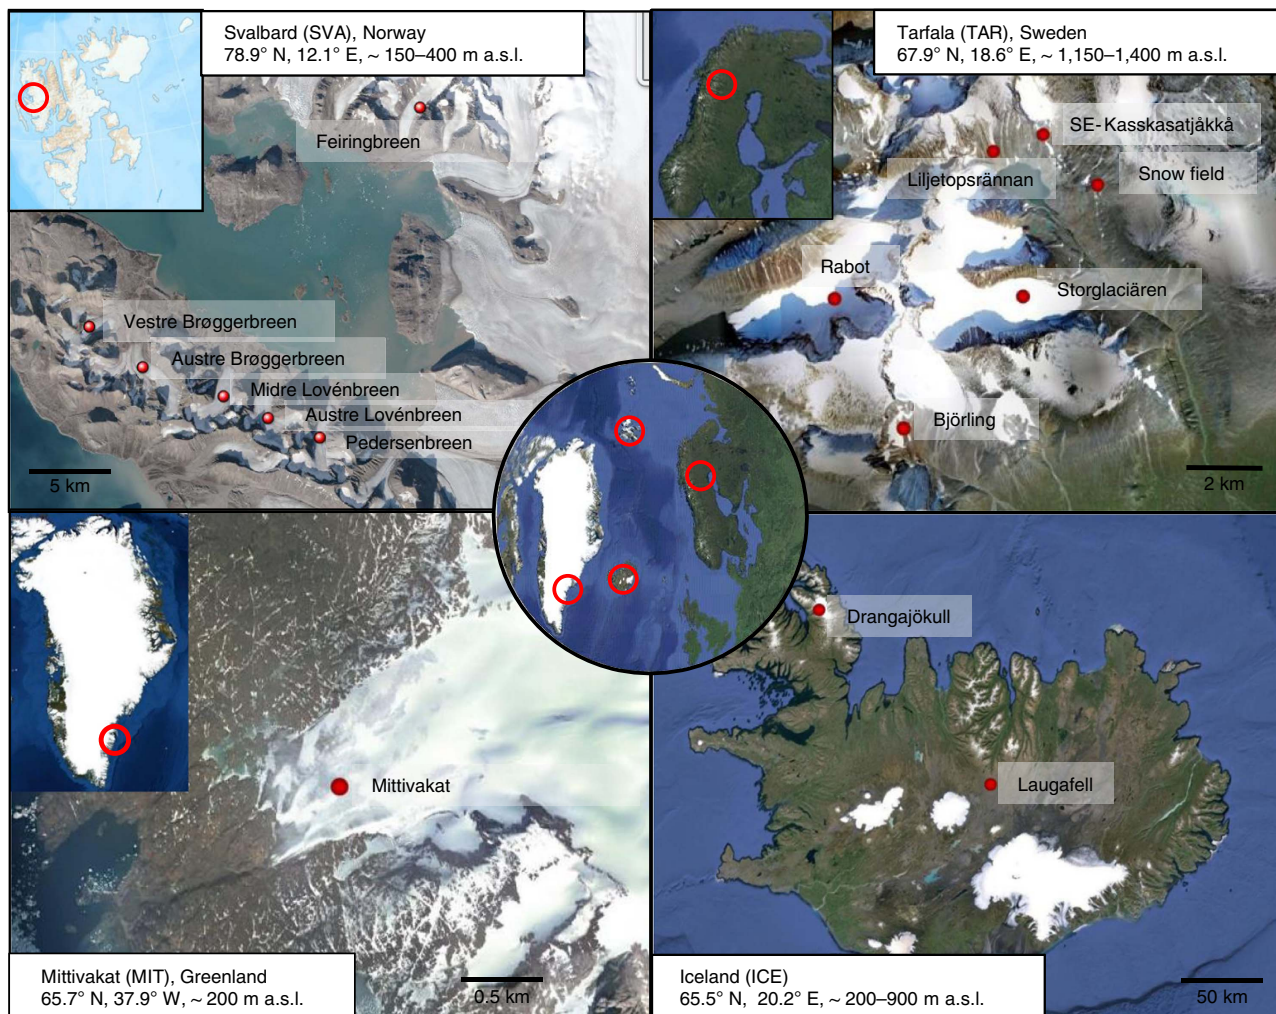 Svalbard (SVA), Norway
78.9° N, 12.1° E, ~ 150–400 m a.s.l.
Feiringbreen
Vestre Brøggerbreen
Austre Brøggerbreen
Midre Lovénbreen
Austre Lovénbreen
Pedersenbreen
5 km
Tarfala (TAR), Sweden
67.9° N, 18.6° E, ~ 1,150–1,400 m a.s.l.
SE-Kasskasatjåkkå
Liljetopsrännan
Snow field
Rabot
Storglaciären
Björling
2 km
Mittivakat
Mittivakat (MIT), Greenland
65.7° N, 37.9° W, ~ 200 m a.s.l.
0.5 km
Drangajökull
Laugafell
Iceland (ICE)
65.5° N, 20.2° E, ~ 200–900 m a.s.l.
50 km